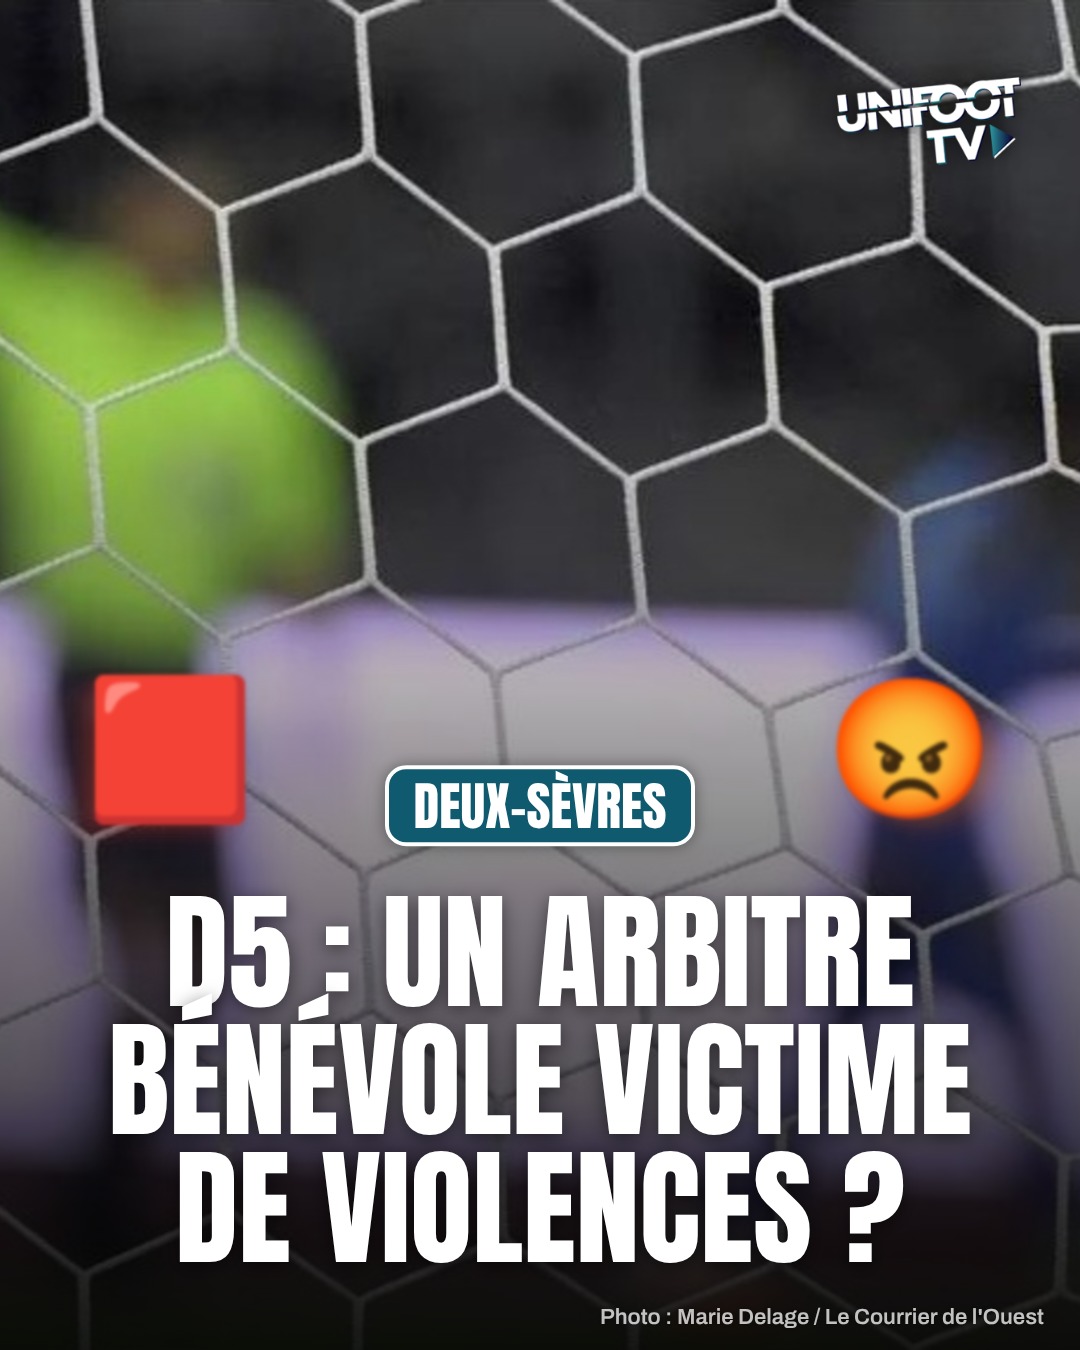 UNIFOOT
TV
DEUX-SÈVRES
D5 : UN ARBITRE
BÉNÉVOLE VICTIME
DE VIOLENCES ?
Photo : Marie Delage / Le Courrier de l'Ouest